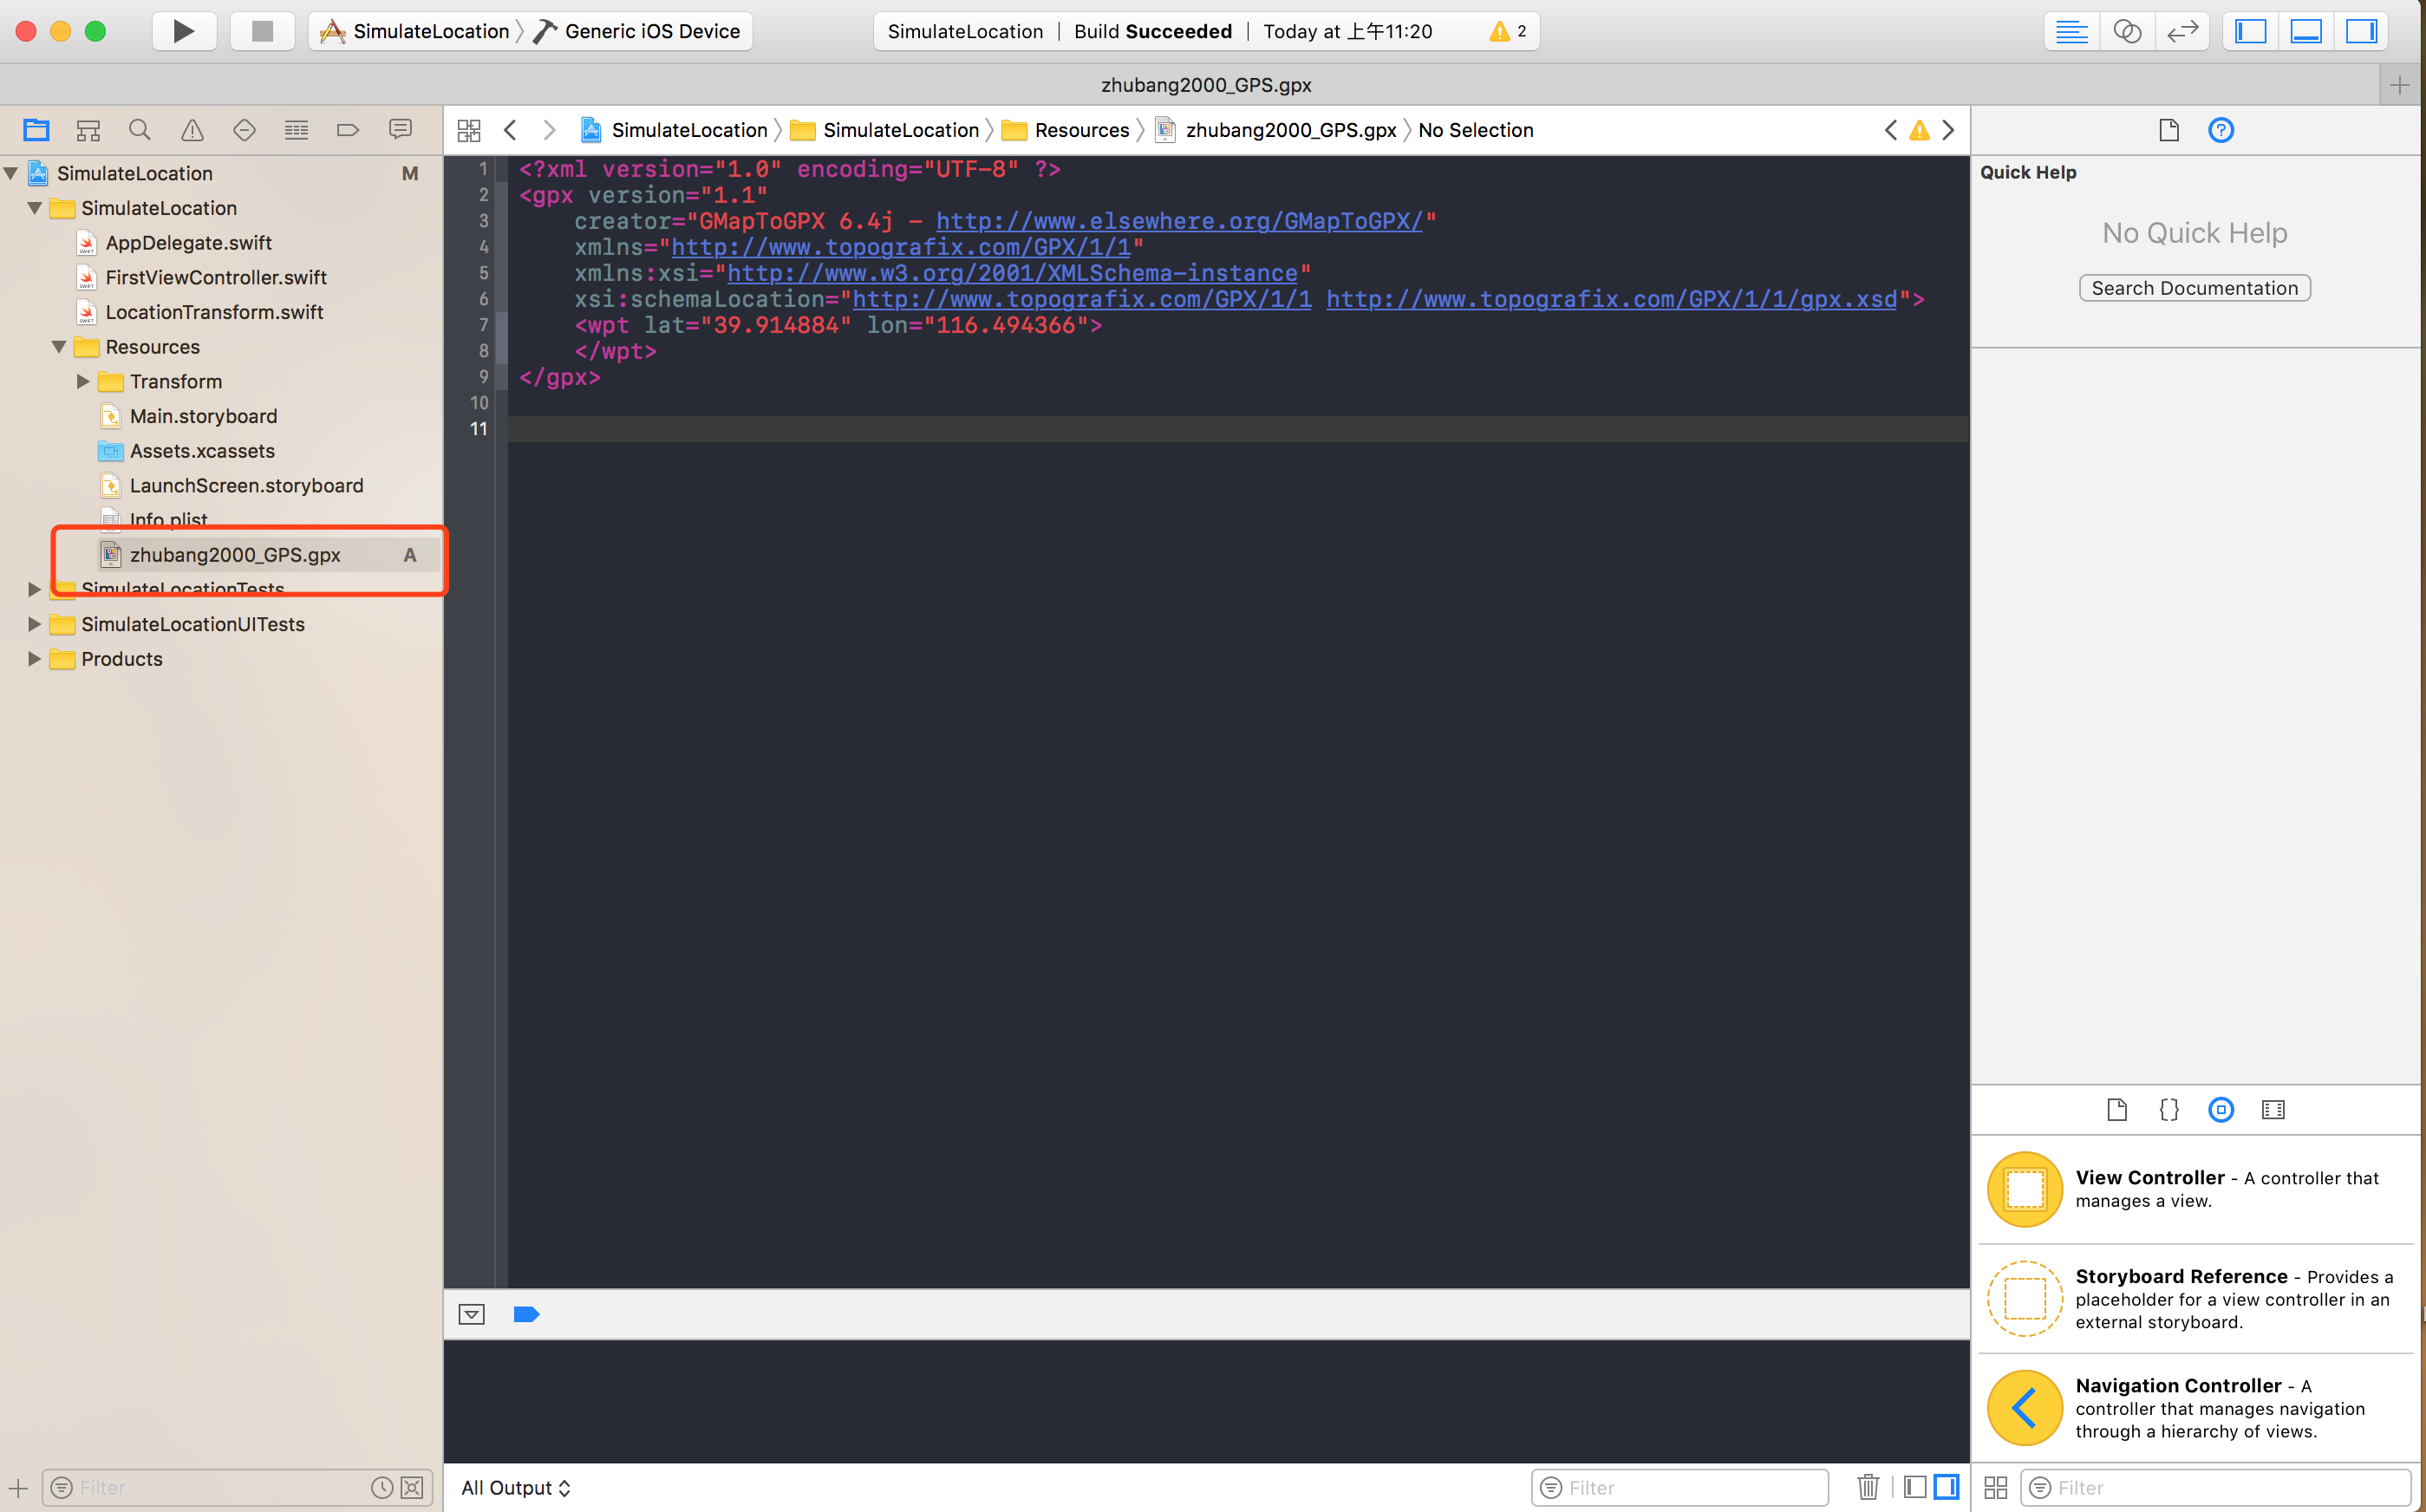 SimulateLocation 〉 Generic iOS Device
SimulateLocation | Build Succeeded | Today at 上午11:20 2
zhubang2000_GPS.gpx
SimulateLocation 〉 SimulateLocation 〉 Resources 〉 zhubang2000_GPS.gpx 〉 No Selection
SimulateLocation M
SimulateLocation
AppDelegate.swift
FirstViewController.swift
LocationTransform.swift
Resources
Transform
Main.storyboard
Assets.xcassets
LaunchScreen.storyboard
Info.plist
zhubang2000_GPS.gpx A
SimulateLocationTests
SimulateLocationUITests
Products
Filter
1 <?xml version="1.0" encoding="UTF-8" ?>
2 <gpx version="1.1"
3 creator="GMapToGPX 6.4j - http://www.elsewhere.org/GMapToGPX/"
4 xmlns="http://www.topografix.com/GPX/1/1"
5 xmlns:xsi="http://www.w3.org/2001/XMLSchema-instance"
6 xsi:schemaLocation="http://www.topografix.com/GPX/1/1 http://www.topografix.com/GPX/1/1/gpx.xsd">
7 <wpt lat="39.914884" lon="116.494366">
8 </wpt>
9 </gpx>
10
11
All Output
Filter
Quick Help
No Quick Help
Search Documentation
View Controller - A controller that
manages a view.
Storyboard Reference - Provides a
placeholder for a view controller in an
external storyboard.
Navigation Controller - A
controller that manages navigation
through a hierarchy of views.
Filter